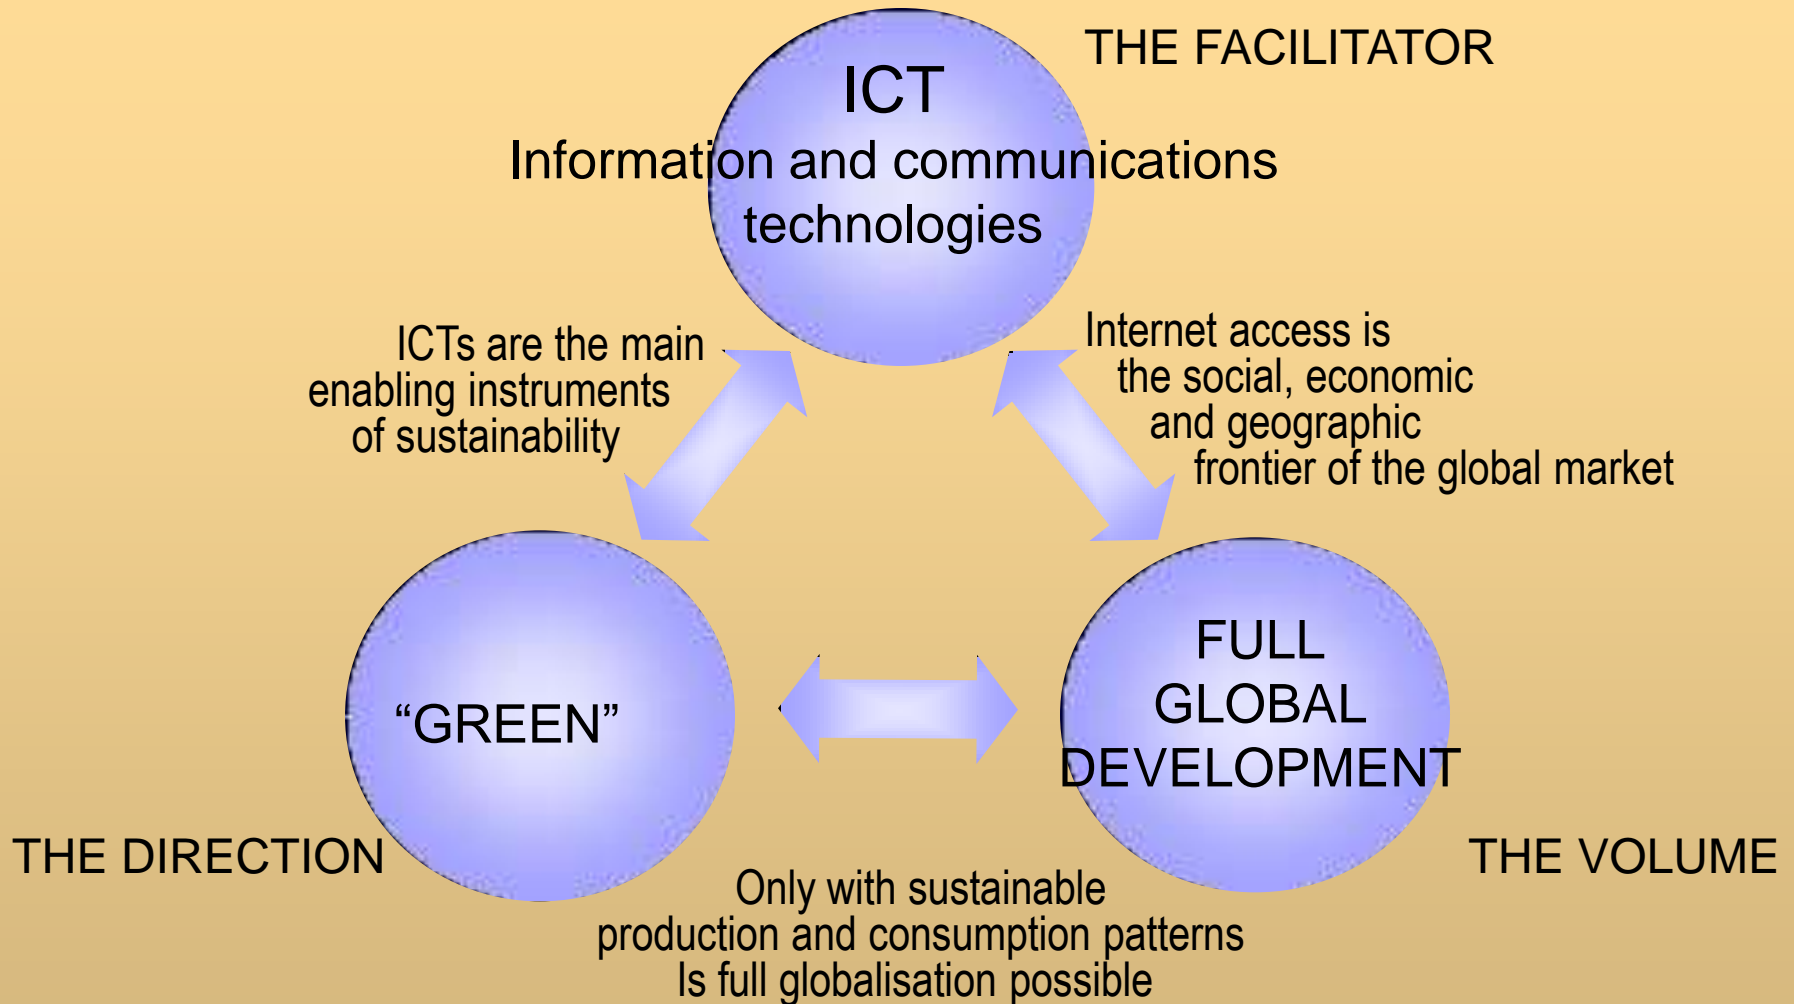 THE FACILITATOR
ICT
Information and communications
technologies
ICTs are the main
enabling instruments
of sustainability
Internet access is
the social, economic
and geographic
frontier of the global market
“GREEN”
FULL
GLOBAL
DEVELOPMENT
THE DIRECTION
THE VOLUME
Only with sustainable
production and consumption patterns
Is full globalisation possible